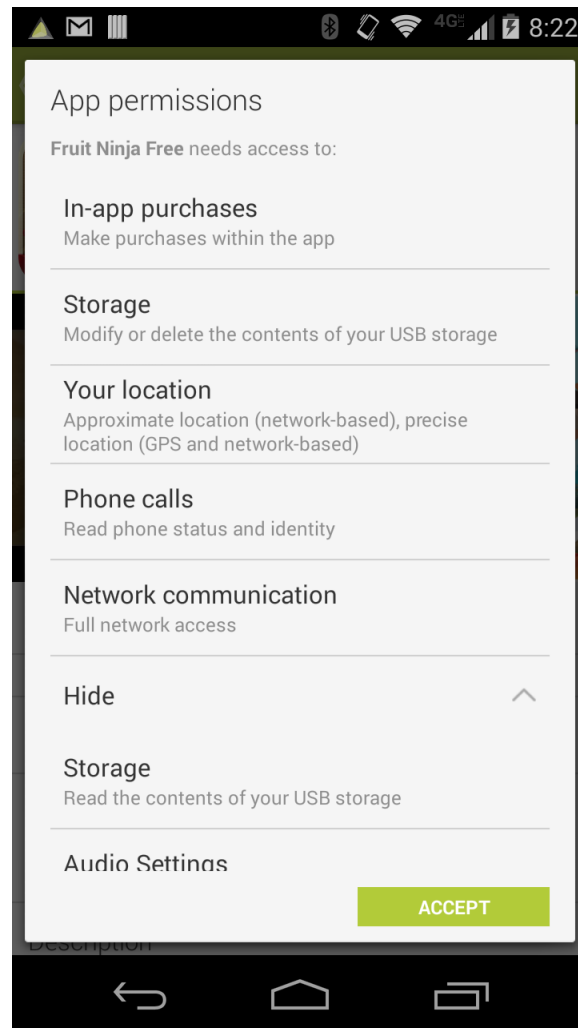 4G LTE 8:22
App permissions
Fruit Ninja Free needs access to:
In-app purchases
Make purchases within the app
Storage
Modify or delete the contents of your USB storage
Your location
Approximate location (network-based), precise
location (GPS and network-based)
Phone calls
Read phone status and identity
Network communication
Full network access
Hide
Storage
Read the contents of your USB storage
Audio Settings
ACCEPT
Description